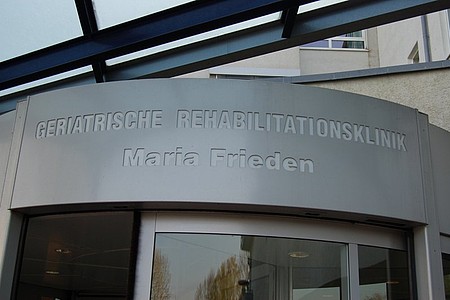 GERIATRISCHE REHABILITATIONSKLINIK
Maria Frieden